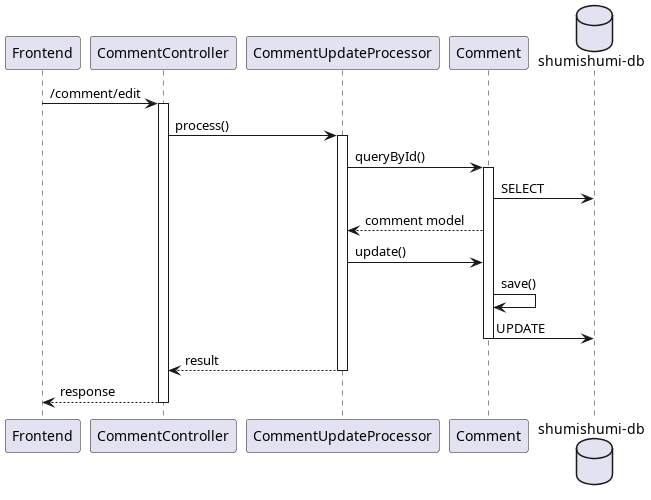 Frontend
CommentController
CommentUpdateProcessor
Comment
shumishumi-db
/comment/edit
process()
queryById()
SELECT
comment model
update()
save()
UPDATE
result
response
Frontend
CommentController
CommentUpdateProcessor
Comment
shumishumi-db